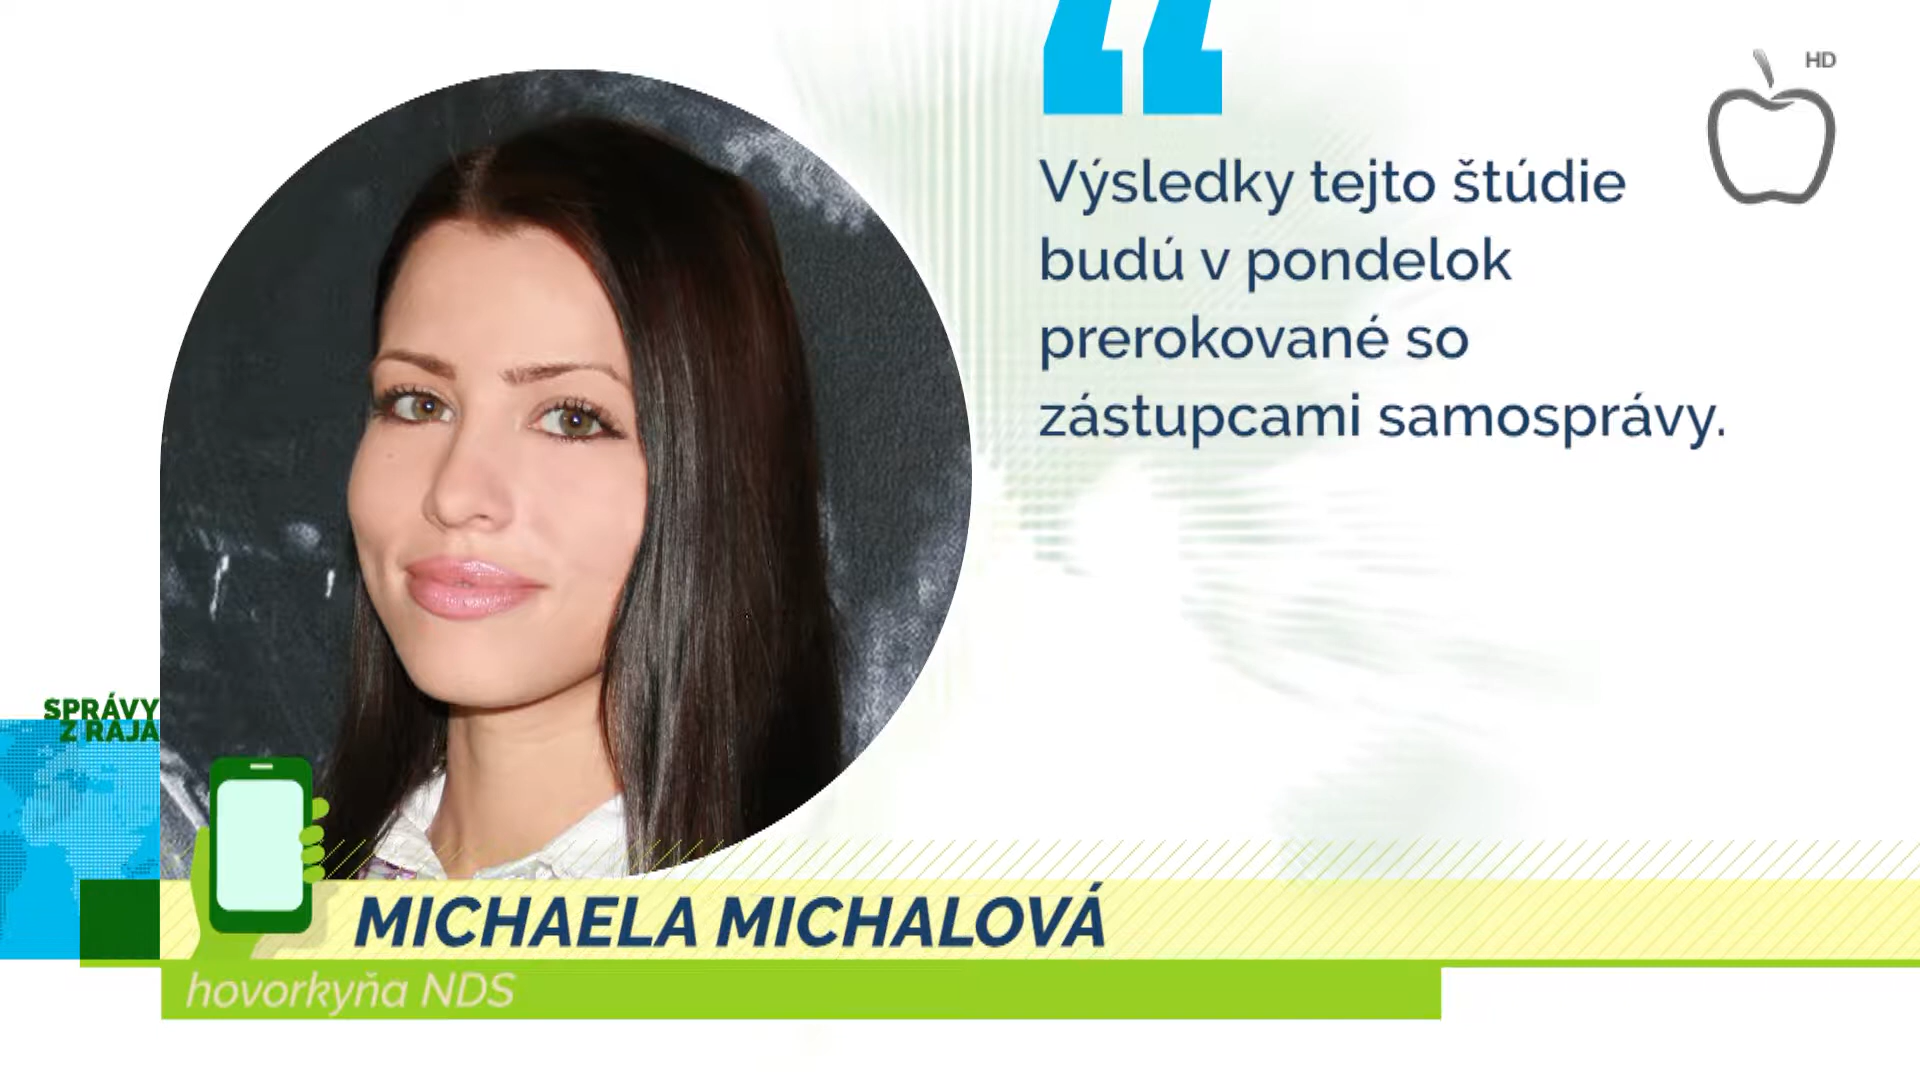 HD
Výsledky tejto štúdie
budú v pondelok
prerokované so
zástupcami samosprávy.
SPRÁVY
Z RAJA
MICHAELA MICHALOVÁ
hovorkyňa NDS